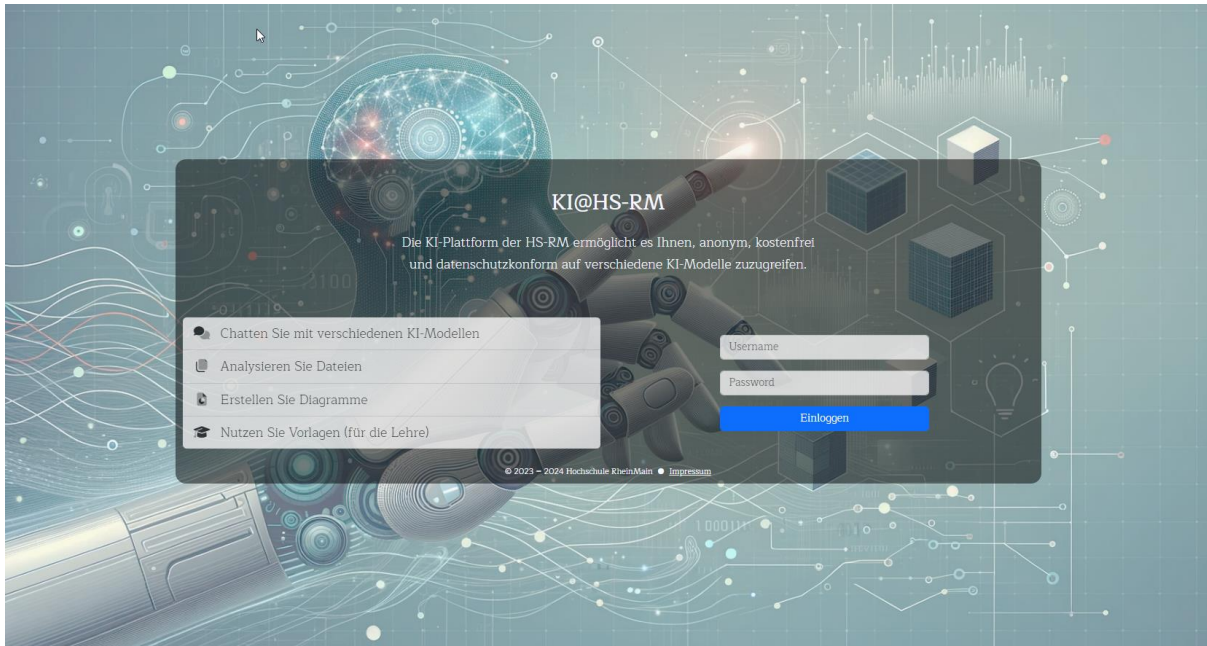 KI@HS-RM
Die KI-Plattform der HS-RM ermöglicht es Ihnen, anonym, kostenfrei
und datenschutzkonform auf verschiedene KI-Modelle zuzugreifen.
Chatten Sie mit verschiedenen KI-Modellen
Analysieren Sie Dateien
Erstellen Sie Diagramme
Nutzen Sie Vorlagen (für die Lehre)
Username
Password
Einloggen
© 2023 – 2024 Hochschule RheinMain ● Impressum